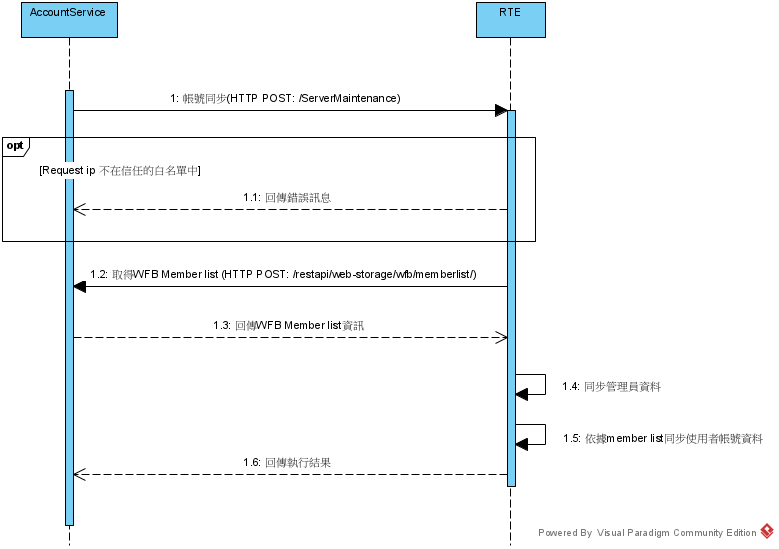 AccountService
RTE
1: 帳號同步(HTTP POST: /ServerMaintenance)
opt
[Request ip 不在信任的白名單中]
1.1: 回傳錯誤訊息
1.2: 取得WFB Member list (HTTP POST: /restapi/web-storage/wfb/memberlist/)
1.3: 回傳WFB Member list資訊
1.4: 同步管理員資料
1.5: 依據member list同步使用者帳號資料
1.6: 回傳執行結果
Powered By Visual Paradigm Community Edition